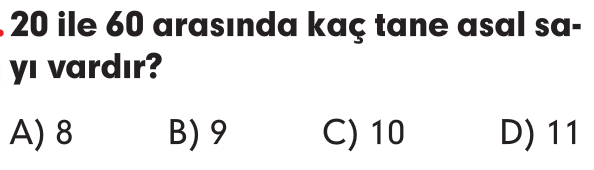 20 ile 60 arasında kaç tane asal sa-
yı vardır?
A) 8 B) 9 C) 10 D) 11